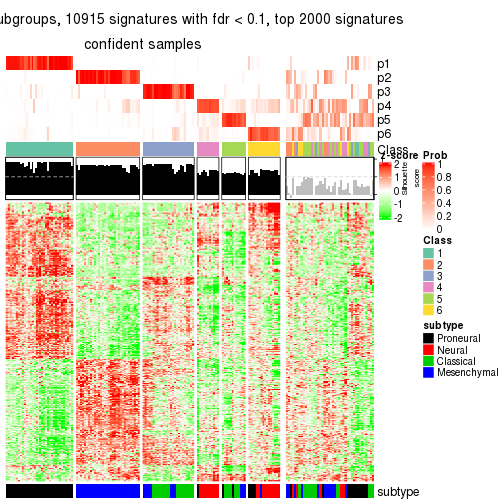 ubgroups, 10915 signatures with fdr < 0.1, top 2000 signatures
confident samples
p1
p2
p3
p4
p5
p6
Class
z-score
2
1
0
-1
-2
Silhouette
score
Prob
1
0.8
0.6
0.4
0.2
0
Class
1
2
3
4
5
6
subtype
Proneural
Neural
Classical
Mesenchymal
subtype